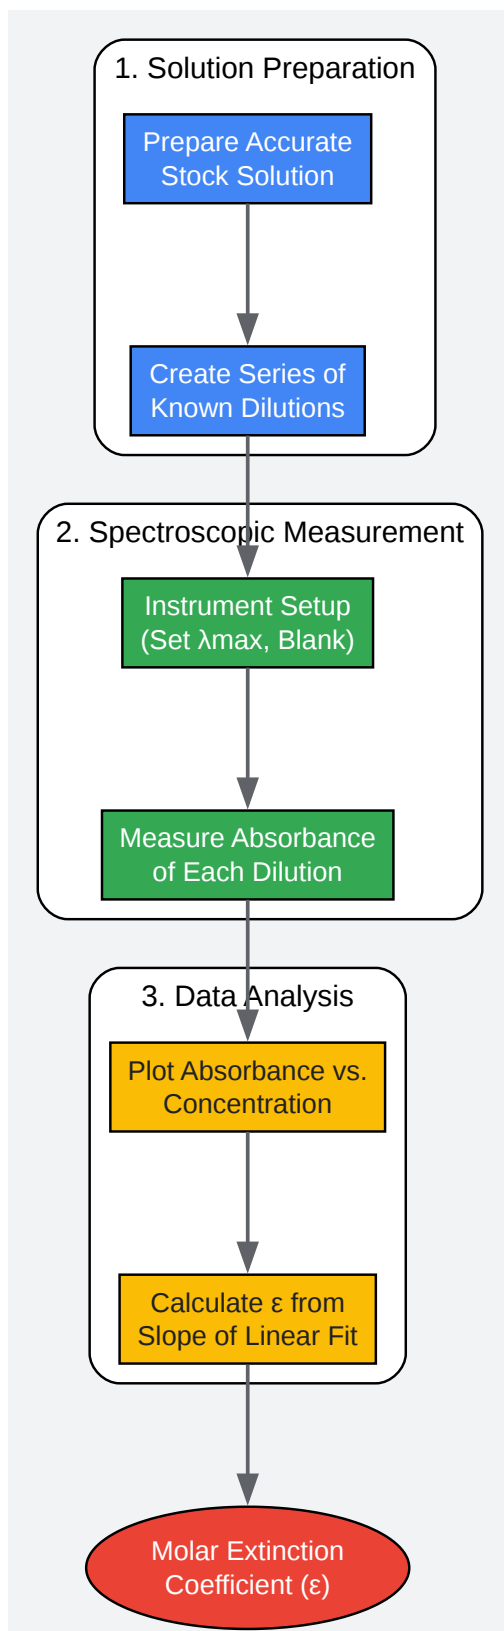 1. Solution Preparation
Prepare Accurate
Stock Solution
Create Series of
Known Dilutions
2. Spectroscopic Measurement
Instrument Setup
(Set λmax, Blank)
Measure Absorbance
of Each Dilution
3. Data Analysis
Plot Absorbance vs.
Concentration
Calculate ε from
Slope of Linear Fit
Molar Extinction
Coefficient (ε)